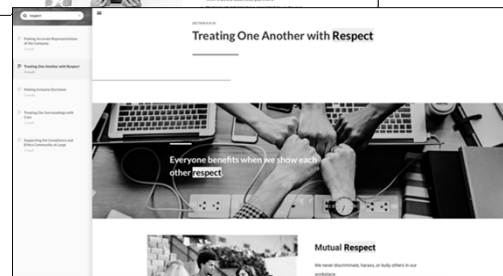 respect
Making Accurate Representations
of the Company
Treating One Another with Respect
Making Inclusive Decisions
Treating Our Surroundings with
Care
Supporting the Compliance and
Ethics Community at Large
Treating One Another with Respect
Everyone benefits when we show each
other respect
Mutual Respect
We never discriminate, harass, or bully others in our
workplace.